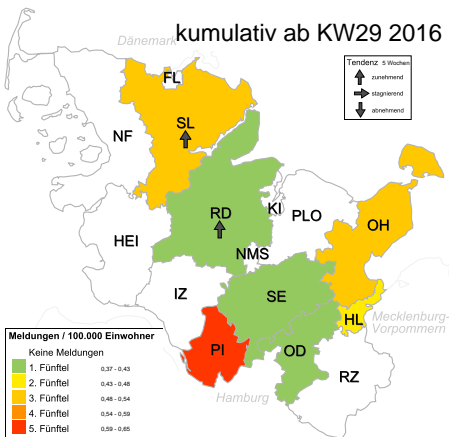 kumulativ ab KW29 2016
Dänemark
Tendenz 5 Wochen
zunehmend
stagnierend
abnehmend
FL
SL
NF
RD
KI
PLO
OH
HEI
NMS
IZ
SE
HL
Mecklenburg-
Vorpommern
PI
OD
RZ
Hamburg
Meldungen / 100.000 Einwohner
Keine Meldungen
1. Fünftel 0,37 - 0,43
2. Fünftel 0,43 - 0,48
3. Fünftel 0,48 - 0,54
4. Fünftel 0,54 - 0,59
5. Fünftel 0,59 - 0,65